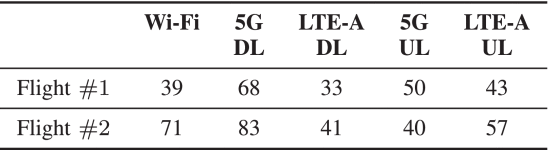 Wi-Fi 5G LTE-A 5G LTE-A
DL DL UL UL
Flight #1 39 68 33 50 43
Flight #2 71 83 41 40 57